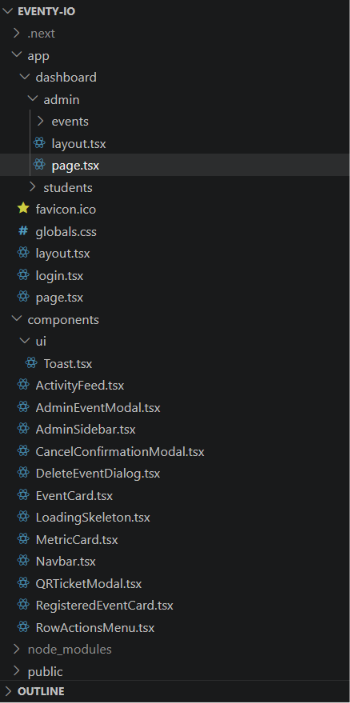 EVENTY-IO
.next
app
dashboard
admin
events
layout.tsx
page.tsx
students
favicon.ico
# globals.css
layout.tsx
login.tsx
page.tsx
components
ui
Toast.tsx
ActivityFeed.tsx
AdminEventModal.tsx
AdminSidebar.tsx
CancelConfirmationModal.tsx
DeleteEventDialog.tsx
EventCard.tsx
LoadingSkeleton.tsx
MetricCard.tsx
Navbar.tsx
QRTicketModal.tsx
RegisteredEventCard.tsx
RowActionsMenu.tsx
node_modules
public
OUTLINE